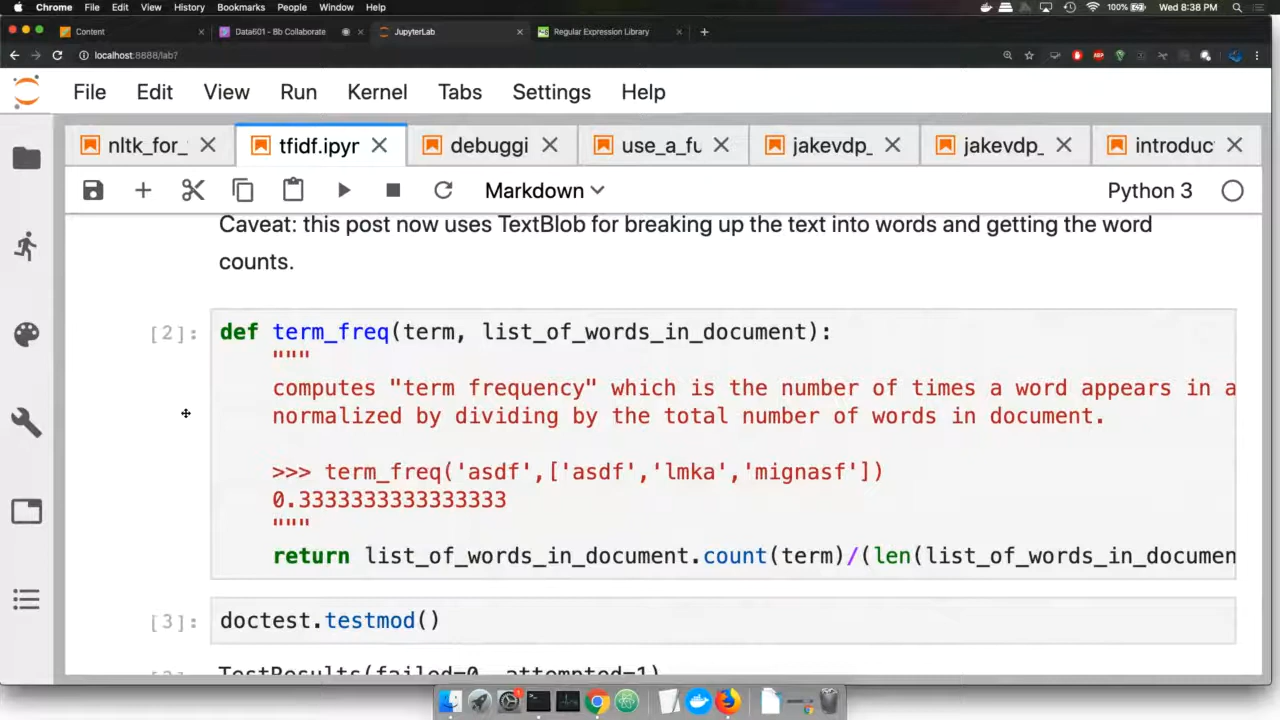 Chrome File Edit View History Bookmarks People Window Help 100% Wed 8:38 PM
Content Data601 - Bb Collaborate JupyterLab Regular Expression Library
localhost:8888/lab?
File Edit View Run Kernel Tabs Settings Help
nltk_for_ tfidf.ipyr debuggi use_a_fu jakevdp_ jakevdp_ introduc
Markdown Python 3
Caveat: this post now uses TextBlob for breaking up the text into words and getting the word
counts.
[2]: def term_freq(term, list_of_words_in_document):
"""
computes "term frequency" which is the number of times a word appears in a
normalized by dividing by the total number of words in document.
>>> term_freq('asdf',['asdf','lmka','mignasf'])
0.3333333333333333
"""
return list_of_words_in_document.count(term)/(len(list_of_words_in_documen
[3]: doctest.testmod()
TestResults(failed=0, attempted=1)